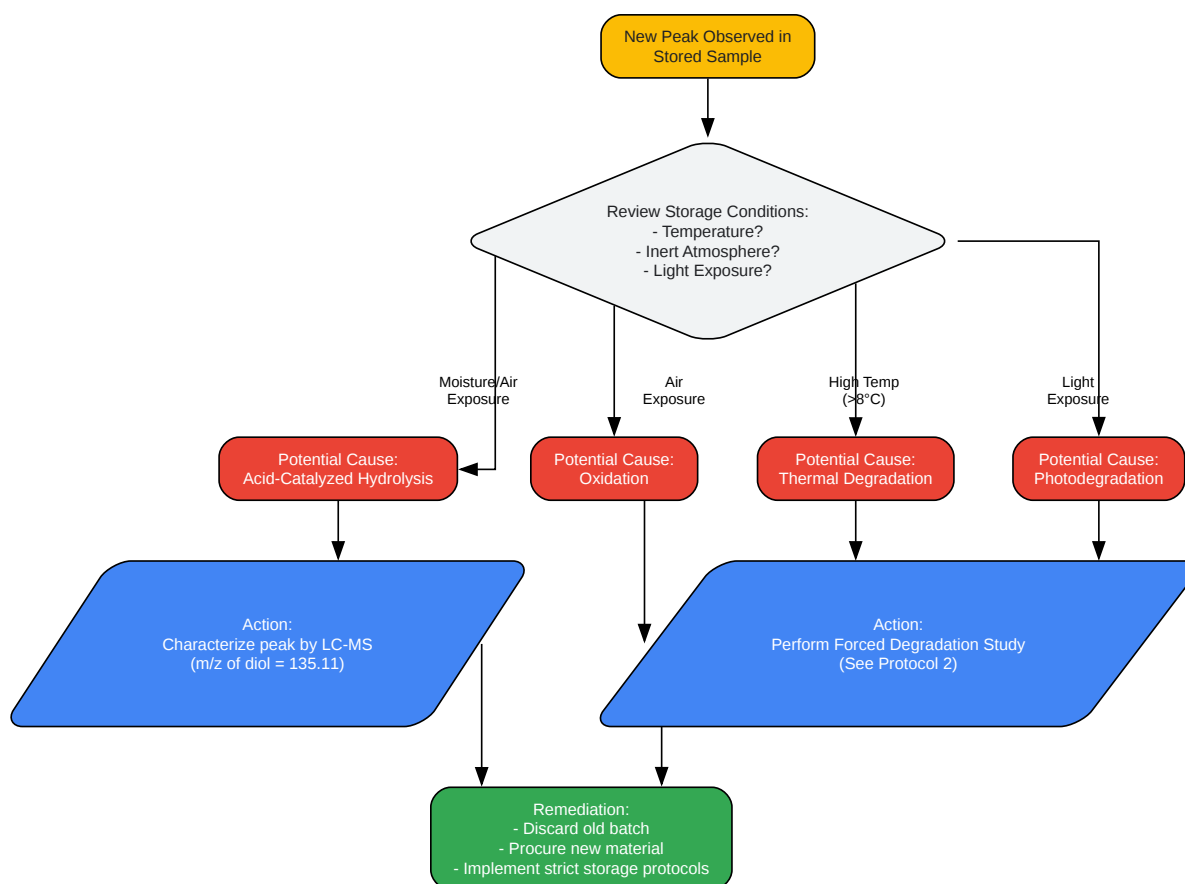 New Peak Observed in
Stored Sample
Review Storage Conditions:
- Temperature?
- Inert Atmosphere?
- Light Exposure?
Moisture/Air
Exposure
Air
Exposure
High Temp
(>8°C)
Light
Exposure
Potential Cause:
Acid-Catalyzed Hydrolysis
Potential Cause:
Oxidation
Potential Cause:
Thermal Degradation
Potential Cause:
Photodegradation
Action:
Characterize peak by LC-MS
(m/z of diol = 135.11)
Action:
Perform Forced Degradation Study
(See Protocol 2)
Remediation:
- Discard old batch
- Procure new material
- Implement strict storage protocols